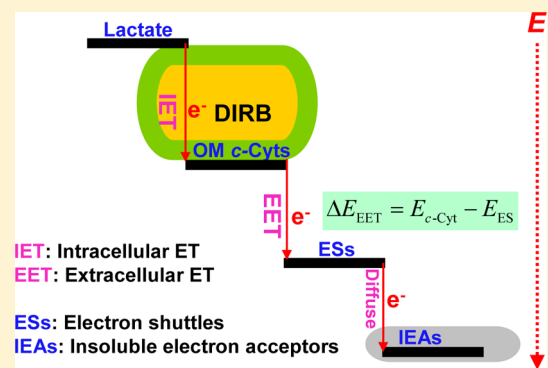 Lactate
E
IET
e-
DIRB
OM c-Cyts
EET
e-
ΔE_EET = E_c-Cyt − E_ES
ESs
Diffuse
e-
IEAs
IET: Intracellular ET
EET: Extracellular ET
ESs: Electron shuttles
IEAs: Insoluble electron acceptors